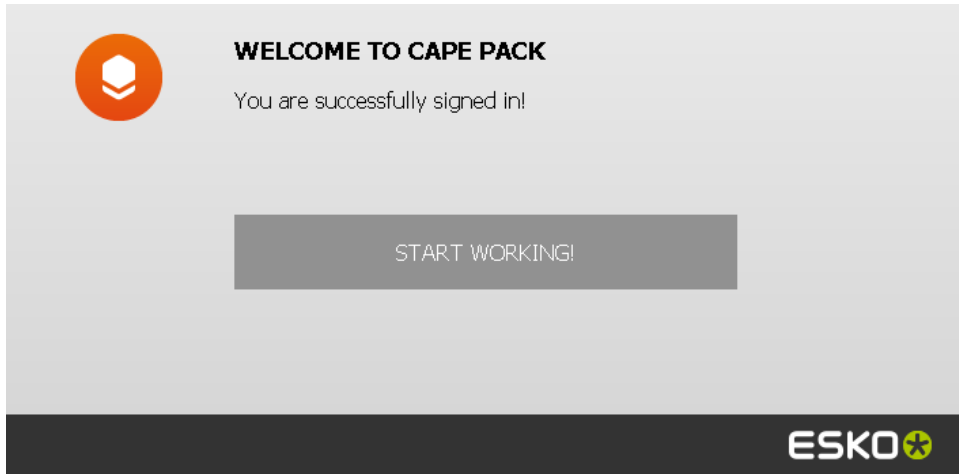 WELCOME TO CAPE PACK
You are successfully signed in!
START WORKING!
ESKO